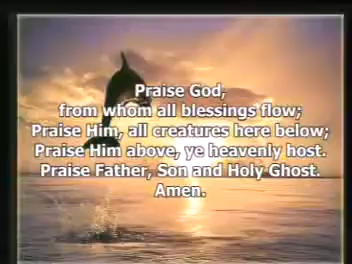 Praise God,
from whom all blessings flow;
Praise Him, all creatures here below;
Praise Him above, ye heavenly host.
Praise Father, Son and Holy Ghost.
Amen.